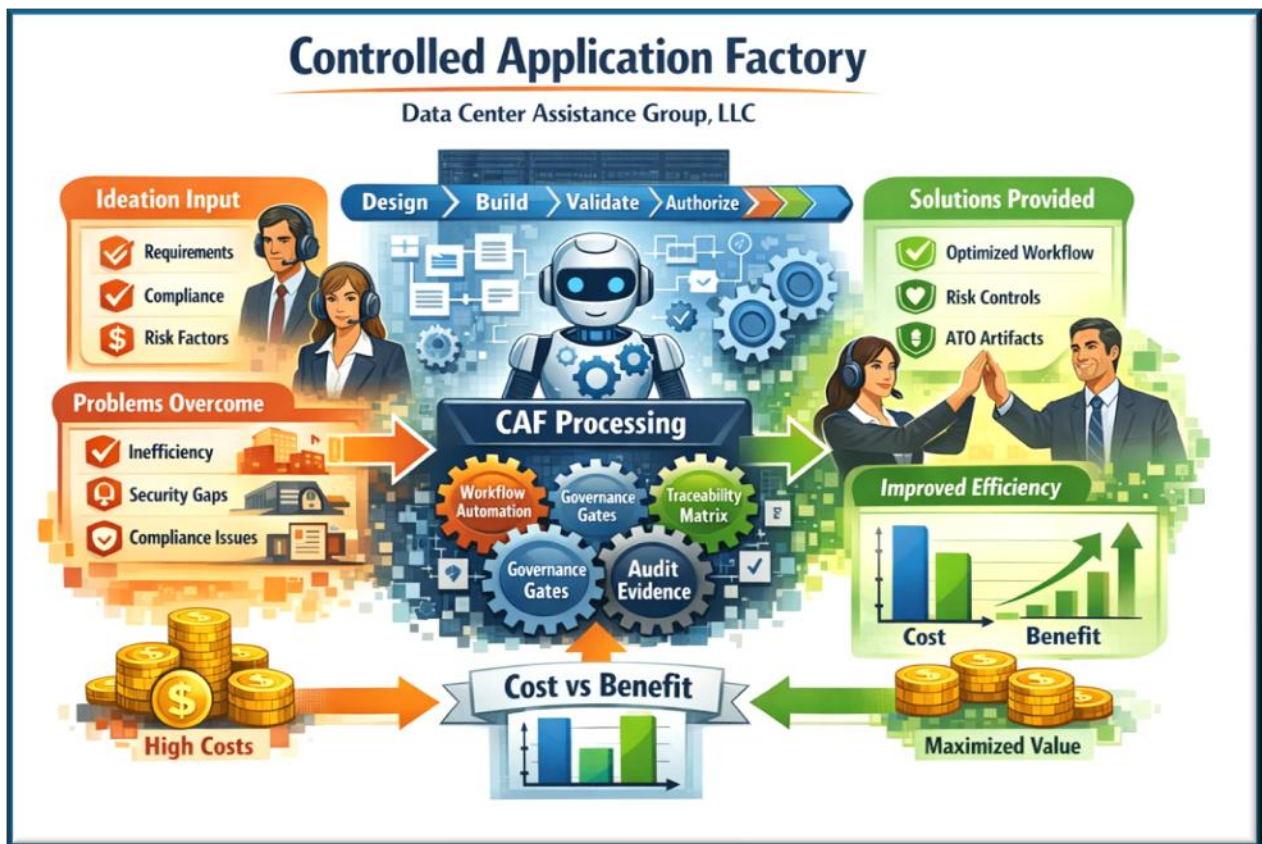 Controlled Application Factory
Data Center Assistance Group, LLC
Ideation Input
Requirements
Compliance
$ Risk Factors
Design Build Validate Authorize
Solutions Provided
Optimized Workflow
Risk Controls
ATO Artifacts
Problems Overcome
Inefficiency
Security Gaps
Compliance Issues
CAF Processing
Workflow
Automation
Governance
Gates
Traceability
Matrix
Governance
Gates
Audit
Evidence
Improved Efficiency
Cost
Benefit
$
High Costs
Cost vs Benefit
Maximized Value